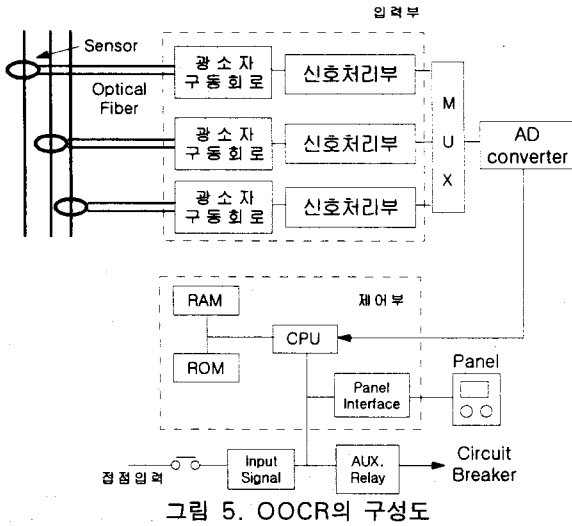 입력부
Sensor
Optical
Fiber
광소자
구동회로
신호처리부
광소자
구동회로
신호처리부
광소자
구동회로
신호처리부
M
U
X
AD
converter
제어부
RAM
ROM
CPU
Panel
Interface
Panel
접점입력
Input
Signal
AUX.
Relay
Circuit
Breaker
그림 5. OOCR의 구성도